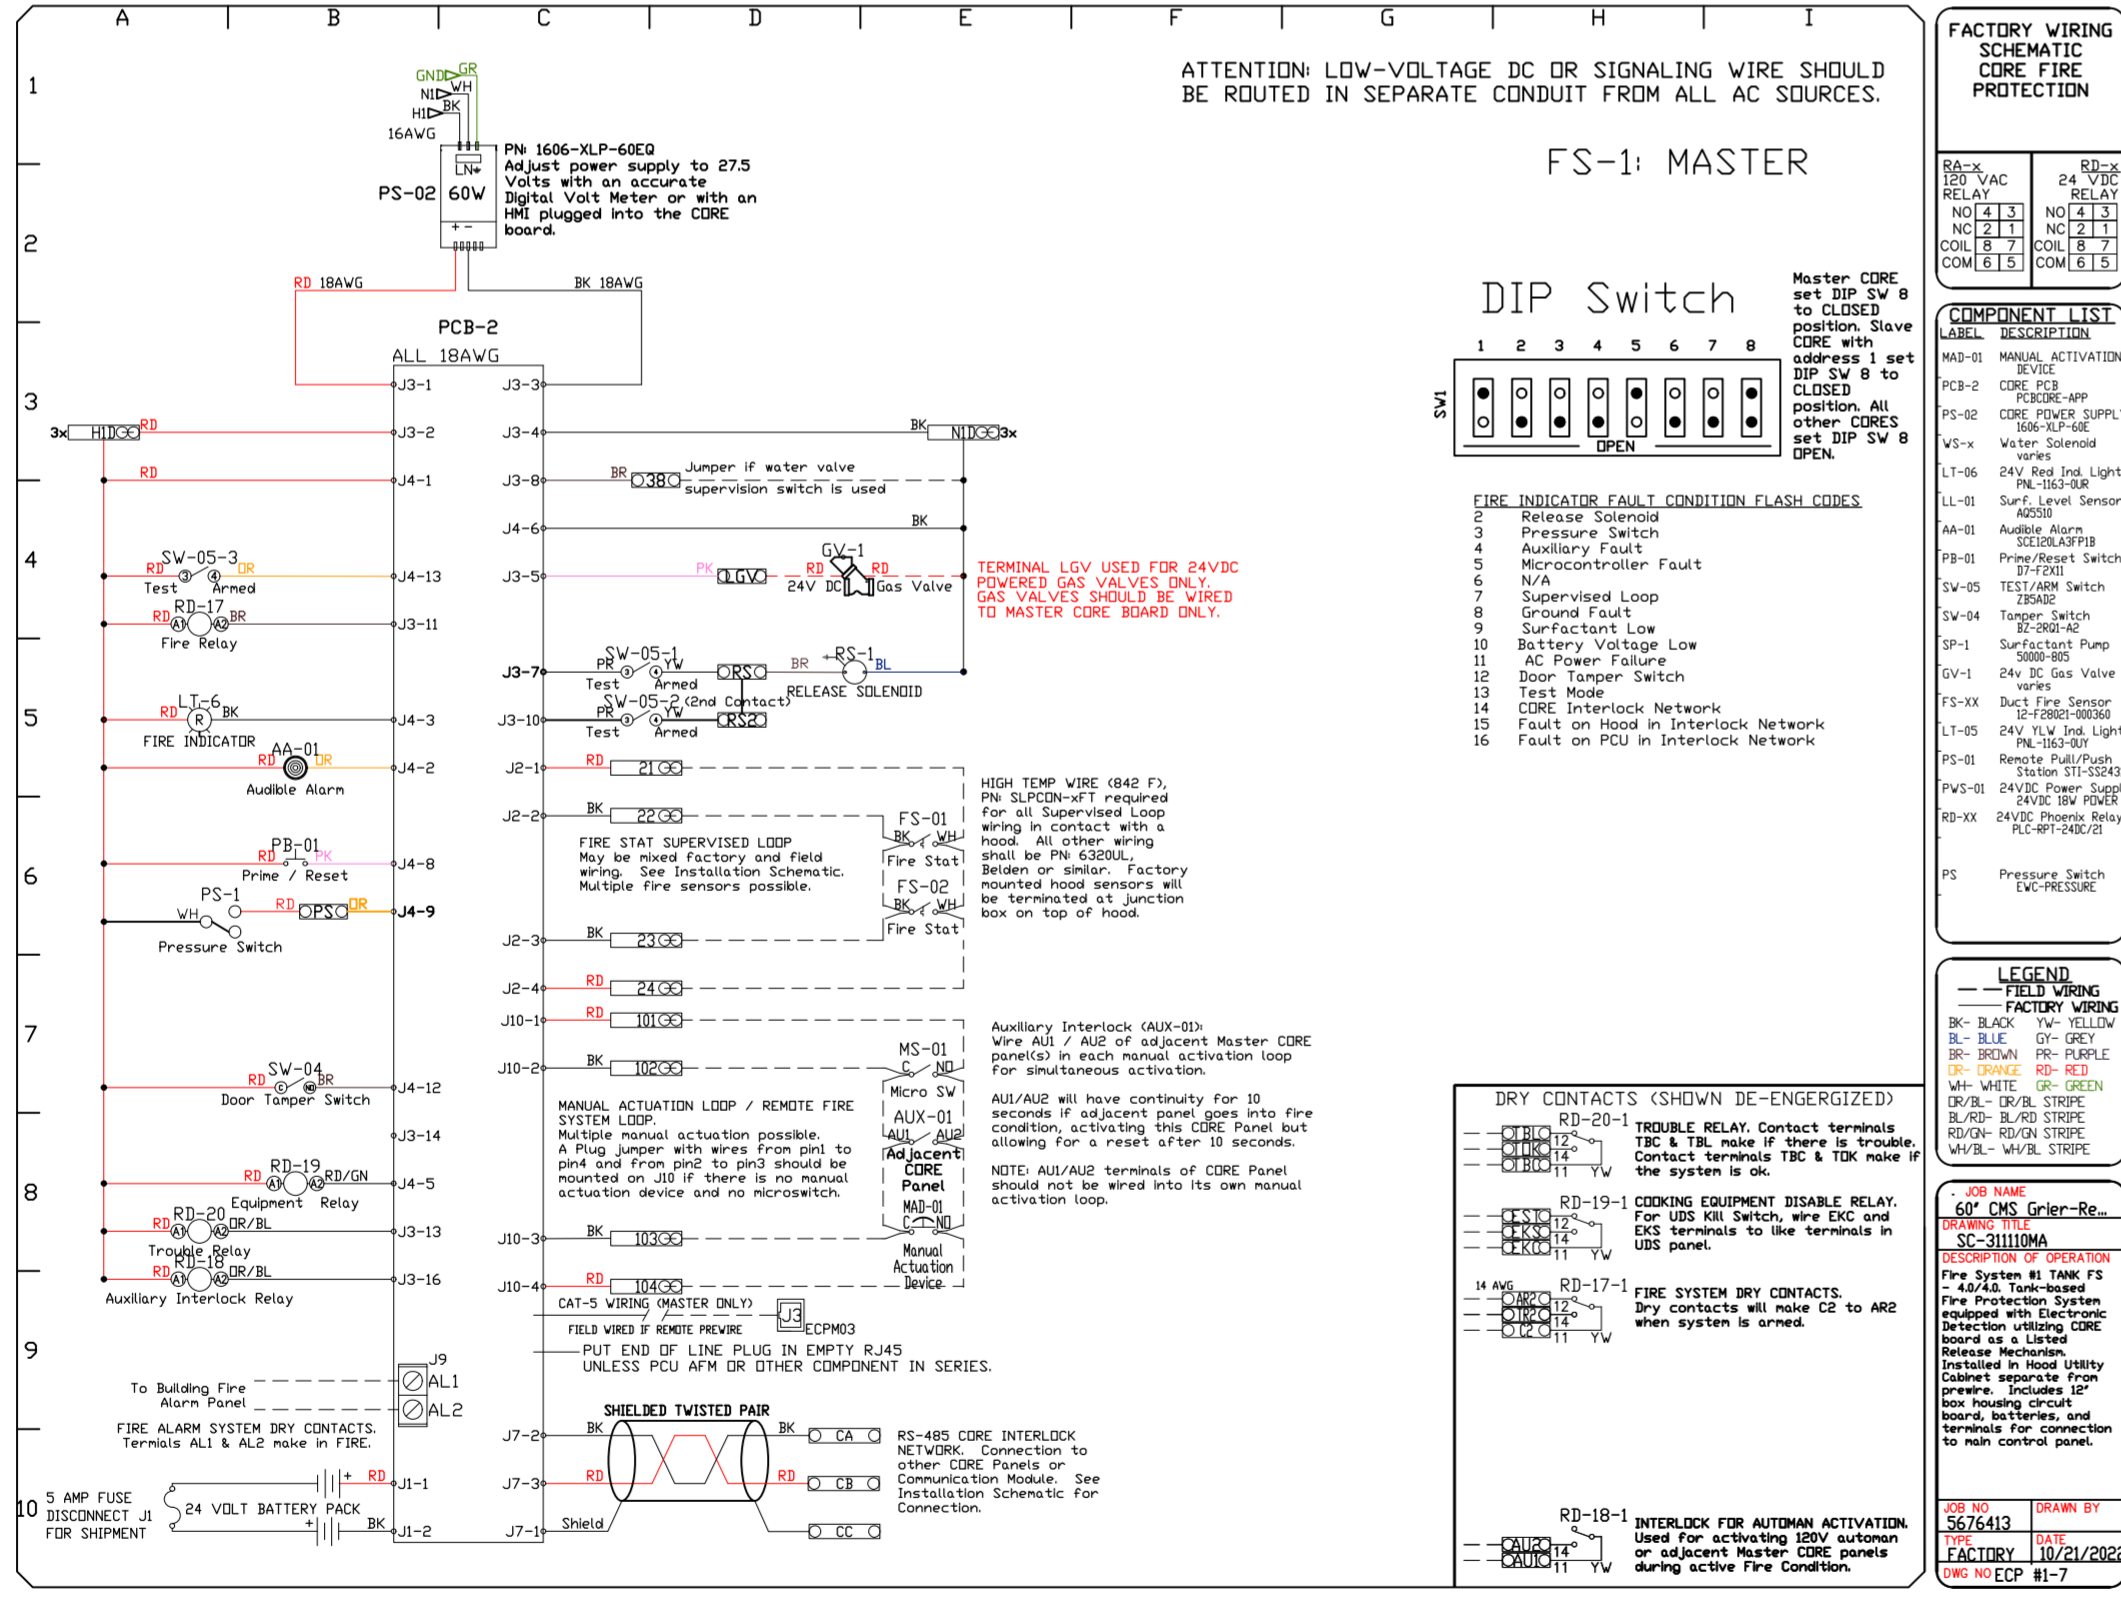 A B C D E F G H I
1
2
3
4
5
6
7
8
9
10
ATTENTION: LOW-VOLTAGE DC OR SIGNALING WIRE SHOULD
BE ROUTED IN SEPARATE CONDUIT FROM ALL AC SOURCES.
FS-1: MASTER
GND GR
N1 WH
H1 BK
16AWG
PN: 1606-XLP-60EQ
Adjust power supply to 27.5
Volts with an accurate
Digital Volt Meter or with an
HMI plugged into the CORE
board.
LN
PS-02 60W
+ -
RD 18AWG
BK 18AWG
PCB-2
ALL 18AWG
J3-1
J3-3
3x H1D RD J3-2
J3-4 BK N1D 3x
RD J4-1
J3-8 BR 38 Jumper if water valve
supervision switch is used
J4-6 BK
SW-05-3
RD 3 4 OR J4-13
Test Armed
J3-5 PK LGV RD GV-1 RD
24V DC Gas Valve
TERMINAL LGV USED FOR 24VDC
POWERED GAS VALVES ONLY.
GAS VALVES SHOULD BE WIRED
TO MASTER CORE BOARD ONLY.
RD-17
RD A1 A2 BR J3-11
Fire Relay
SW-05-1
J3-7 PR 3 4 YW RS BR RS-1 BL
Test Armed
RELEASE SOLENOID
SW-05-2 (2nd Contact)
J3-10 PR 3 4 YW RS2
Test Armed
LT-6
RD R BK J4-3
FIRE INDICATOR
AA-01
RD OR J4-2
Audible Alarm
J2-1 RD 21
J2-2 BK 22
FIRE STAT SUPERVISED LOOP
May be mixed factory and field
wiring. See Installation Schematic.
Multiple fire sensors possible.
FS-01
BK WH
Fire Stat
FS-02
BK WH
Fire Stat
HIGH TEMP WIRE (842 F),
PN: SLPCON-xFT required
for all Supervised Loop
wiring in contact with a
hood. All other wiring
shall be PN: 6320UL,
Belden or similar. Factory
mounted hood sensors will
be terminated at junction
box on top of hood.
PB-01
RD PK J4-8
Prime / Reset
PS-1
WH RD PS OR J4-9
Pressure Switch
J2-3 BK 23
J2-4 RD 24
J10-1 RD 101
J10-2 BK 102
MS-01
C NO
Micro SW
AUX-01
AU1 AU2
Adjacent
CORE
Panel
MAD-01
C NO
Manual
Actuation
Device
Auxiliary Interlock (AUX-01):
Wire AU1 / AU2 of adjacent Master CORE
panel(s) in each manual activation loop
for simultaneous activation.
AU1/AU2 will have continuity for 10
seconds if adjacent panel goes into fire
condition, activating this CORE Panel but
allowing for a reset after 10 seconds.
NOTE: AU1/AU2 terminals of CORE Panel
should not be wired into its own manual
activation loop.
SW-04
RD C NO BR J4-12
Door Tamper Switch
MANUAL ACTUATION LOOP / REMOTE FIRE
SYSTEM LOOP.
Multiple manual actuation possible.
A Plug jumper with wires from pin1 to
pin4 and from pin2 to pin3 should be
mounted on J10 if there is no manual
actuation device and no microswitch.
J3-14
RD-19
RD A1 A2 RD/GN J4-5
Equipment Relay
RD-20
RD A1 A2 OR/BL J3-13
Trouble Relay
RD-18
RD A1 A2 OR/BL J3-16
Auxiliary Interlock Relay
J10-3 BK 103
J10-4 RD 104
CAT-5 WIRING (MASTER ONLY) J3
FIELD WIRED IF REMOTE PREWIRE ECPM03
PUT END OF LINE PLUG IN EMPTY RJ45
UNLESS PCU AFM OR OTHER COMPONENT IN SERIES.
J9
AL1
AL2
To Building Fire
Alarm Panel
FIRE ALARM SYSTEM DRY CONTACTS.
Termials AL1 & AL2 make in FIRE.
SHIELDED TWISTED PAIR
J7-2 BK BK CA
J7-3 RD RD CB
J7-1 Shield CC
RS-485 CORE INTERLOCK
NETWORK. Connection to
other CORE Panels or
Communication Module. See
Installation Schematic for
Connection.
5 AMP FUSE
DISCONNECT J1
FOR SHIPMENT
24 VOLT BATTERY PACK
+ RD J1-1
+ BK J1-2
DIP Switch
1 2 3 4 5 6 7 8
SW1
OPEN
Master CORE
set DIP SW 8
to CLOSED
position. Slave
CORE with
address 1 set
DIP SW 8 to
CLOSED
position. All
other CORES
set DIP SW 8
OPEN.
FIRE INDICATOR FAULT CONDITION FLASH CODES
2 Release Solenoid
3 Pressure Switch
4 Auxiliary Fault
5 Microcontroller Fault
6 N/A
7 Supervised Loop
8 Ground Fault
9 Surfactant Low
10 Battery Voltage Low
11 AC Power Failure
12 Door Tamper Switch
13 Test Mode
14 CORE Interlock Network
15 Fault on Hood in Interlock Network
16 Fault on PCU in Interlock Network
DRY CONTACTS (SHOWN DE-ENGERGIZED)
RD-20-1
TBL 12
TOK 14
TBC 11 YW
TROUBLE RELAY. Contact terminals
TBC & TBL make if there is trouble.
Contact terminals TBC & TOK make if
the system is ok.
RD-19-1
EST 12
EKS 14
EKC 11 YW
COOKING EQUIPMENT DISABLE RELAY.
For UDS Kill Switch, wire EKC and
EKS terminals to like terminals in
UDS panel.
14 AWG RD-17-1
AR2 12
TR2 14
C2 11 YW
FIRE SYSTEM DRY CONTACTS.
Dry contacts will make C2 to AR2
when system is armed.
RD-18-1
AU2 14
AU1 11 YW
INTERLOCK FOR AUTOMAN ACTIVATION.
Used for activating 120V automan
or adjacent Master CORE panels
during active Fire Condition.
FACTORY WIRING
SCHEMATIC
CORE FIRE
PROTECTION
RA-x RD-x
120 VAC 24 VDC
RELAY RELAY
NO 4 3 NO 4 3
NC 2 1 NC 2 1
COIL 8 7 COIL 8 7
COM 6 5 COM 6 5
COMPONENT LIST
LABEL DESCRIPTION
MAD-01 MANUAL ACTIVATION
DEVICE
PCB-2 CORE PCB
PCBCORE-APP
PS-02 CORE POWER SUPPLY
1606-XLP-60E
WS-x Water Solenoid
varies
LT-06 24V Red Ind. Light
PNL-1163-0UR
LL-01 Surf. Level Sensor
AQ5510
AA-01 Audible Alarm
SCE120LA3FP1B
PB-01 Prime/Reset Switch
D7-F2X11
SW-05 TEST/ARM Switch
ZB5AD2
SW-04 Tamper Switch
BZ-2RQ1-A2
SP-1 Surfactant Pump
50000-805
GV-1 24v DC Gas Valve
varies
FS-XX Duct Fire Sensor
12-F28021-000360
LT-05 24V YLW Ind. Light
PNL-1163-0UY
PS-01 Remote Pull/Push
Station STI-SS243
PWS-01 24VDC Power Suppl
24VDC 18W POWER
RD-XX 24VDC Phoenix Relay
PLC-RPT-24DC/21
PS Pressure Switch
EWC-PRESSURE
LEGEND
FIELD WIRING
FACTORY WIRING
BK- BLACK YW- YELLOW
BL- BLUE GY- GREY
BR- BROWN PR- PURPLE
OR- ORANGE RD- RED
WH- WHITE GR- GREEN
OR/BL- OR/BL STRIPE
BL/RD- BL/RD STRIPE
RD/GN- RD/GN STRIPE
WH/BL- WH/BL STRIPE
JOB NAME
60" CMS Grier-Re...
DRAWING TITLE
SC-311110MA
DESCRIPTION OF OPERATION
Fire System #1 TANK FS
- 4.0/4.0. Tank-based
Fire Protection System
equipped with Electronic
Detection utilizing CORE
board as a Listed
Release Mechanism.
Installed in Hood Utility
Cabinet separate from
prewire. Includes 12"
box housing circuit
board, batteries, and
terminals for connection
to main control panel.
JOB NO DRAWN BY
5676413
TYPE DATE
FACTORY 10/21/2022
DWG NO ECP #1-7